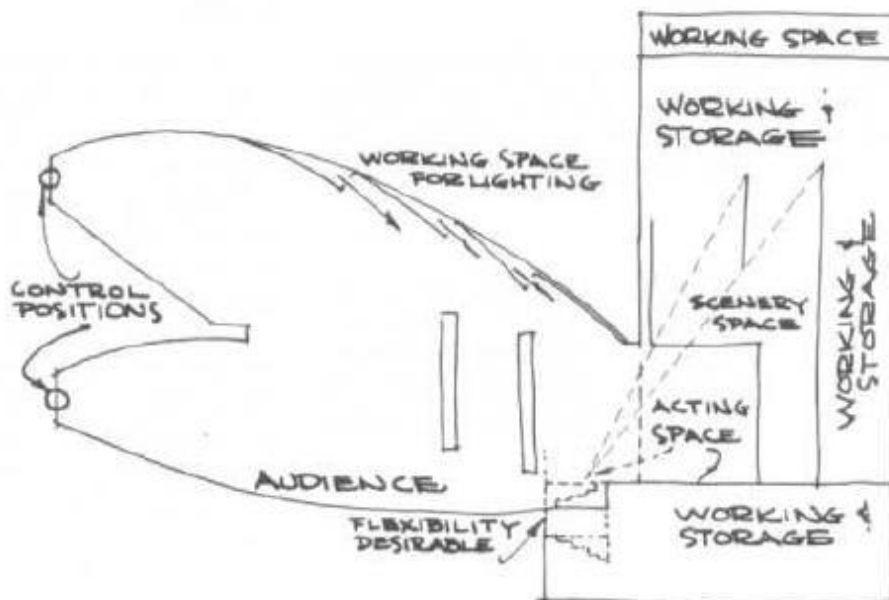 WORKING SPACE
WORKING &
STORAGE
WORKING SPACE
FOR LIGHTING
CONTROL
POSITIONS
SCENERY
SPACE
WORKING &
STORAGE
ACTING
SPACE
AUDIENCE
FLEXIBILITY
DESIRABLE
WORKING &
STORAGE